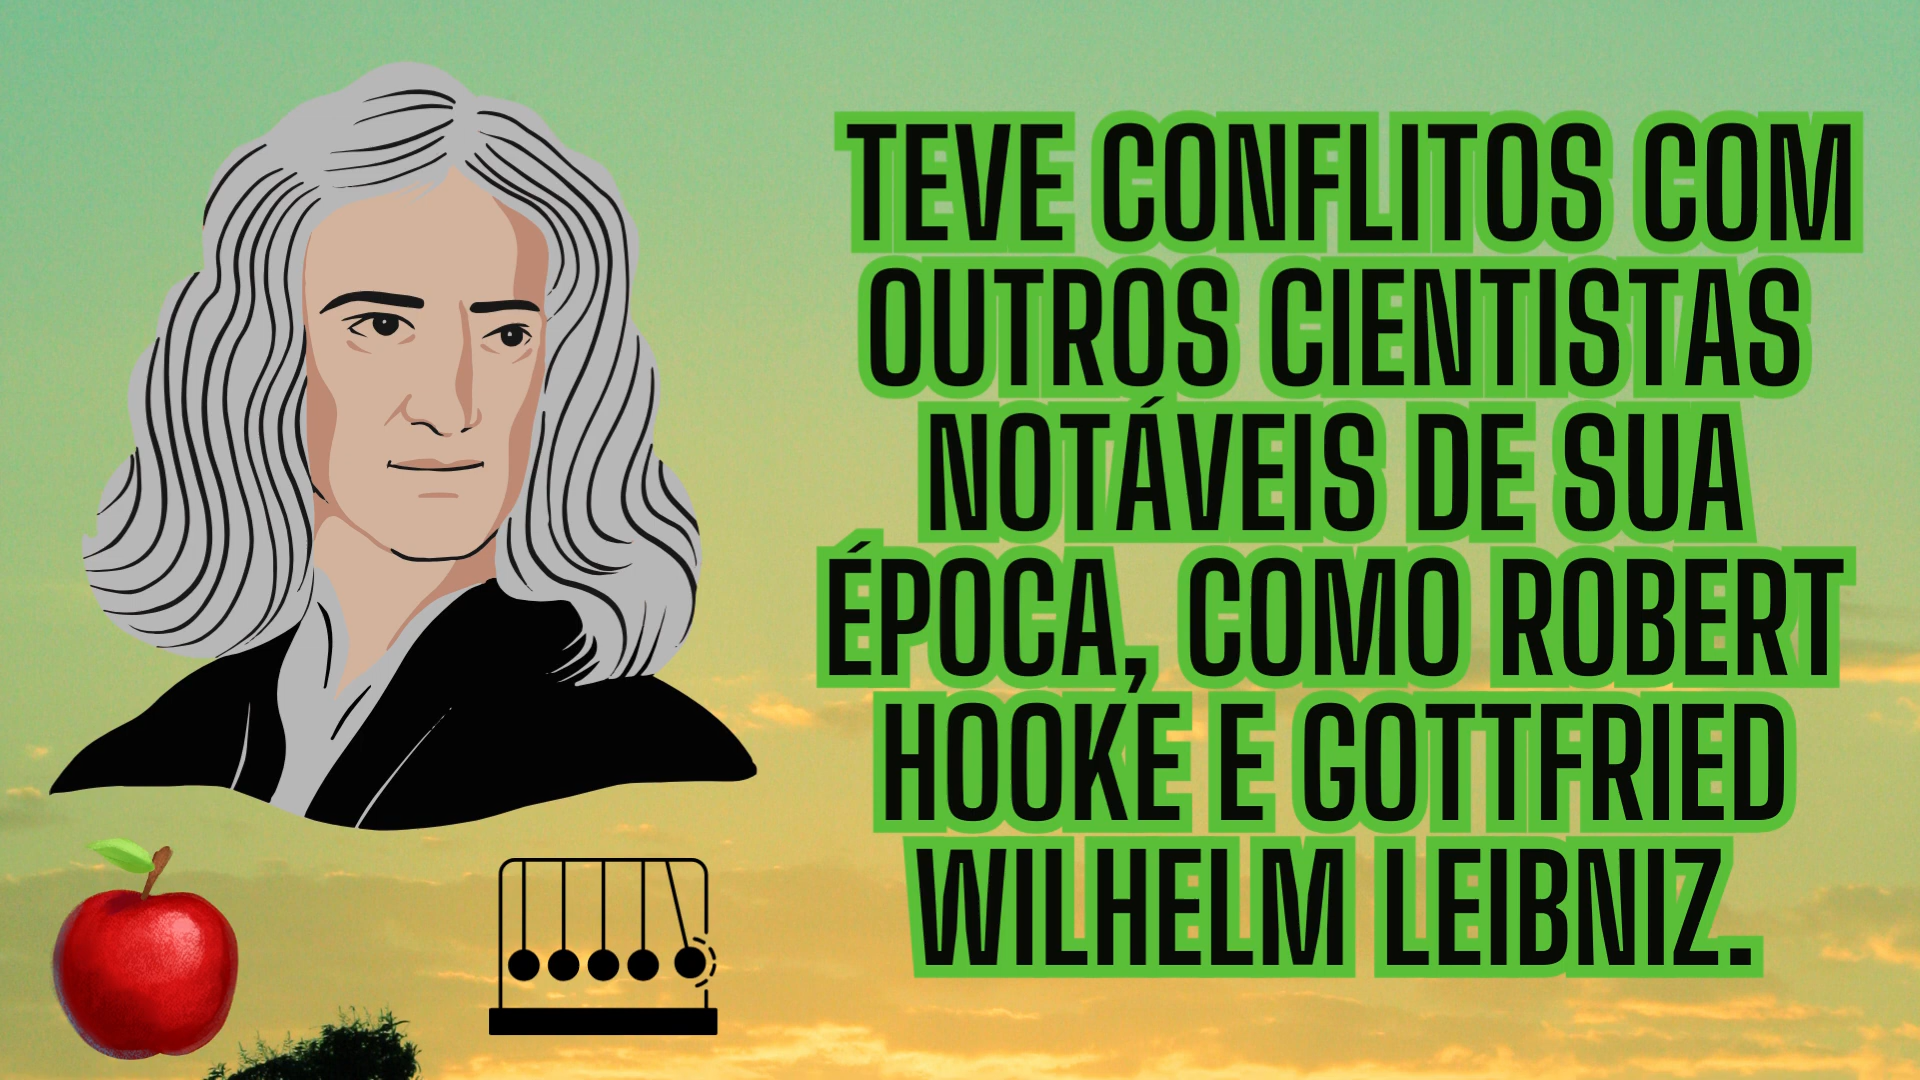 TEVE CONFLITOS COM
OUTROS CIENTISTAS
NOTÁVEIS DE SUA
ÉPOCA, COMO ROBERT
HOOKE E GOTTFRIED
WILHELM LEIBNIZ.